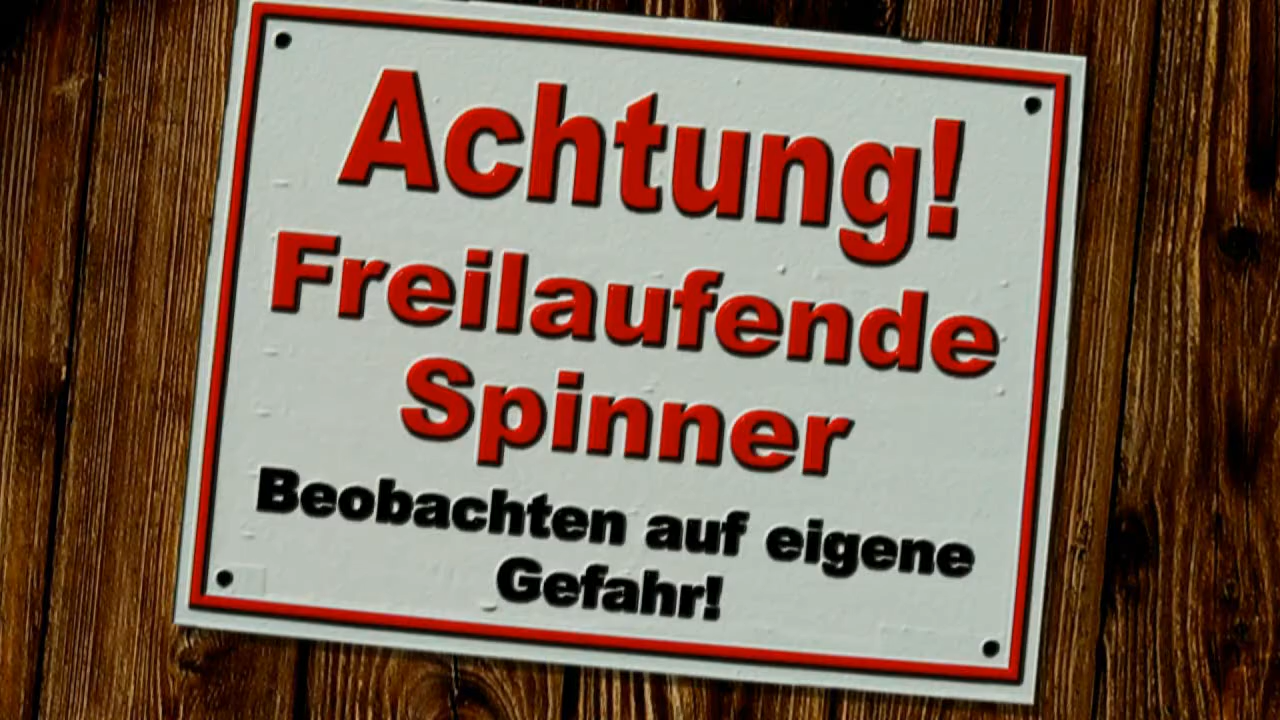 Achtung!
Freilaufende
Spinner
Beobachten auf eigene
Gefahr!